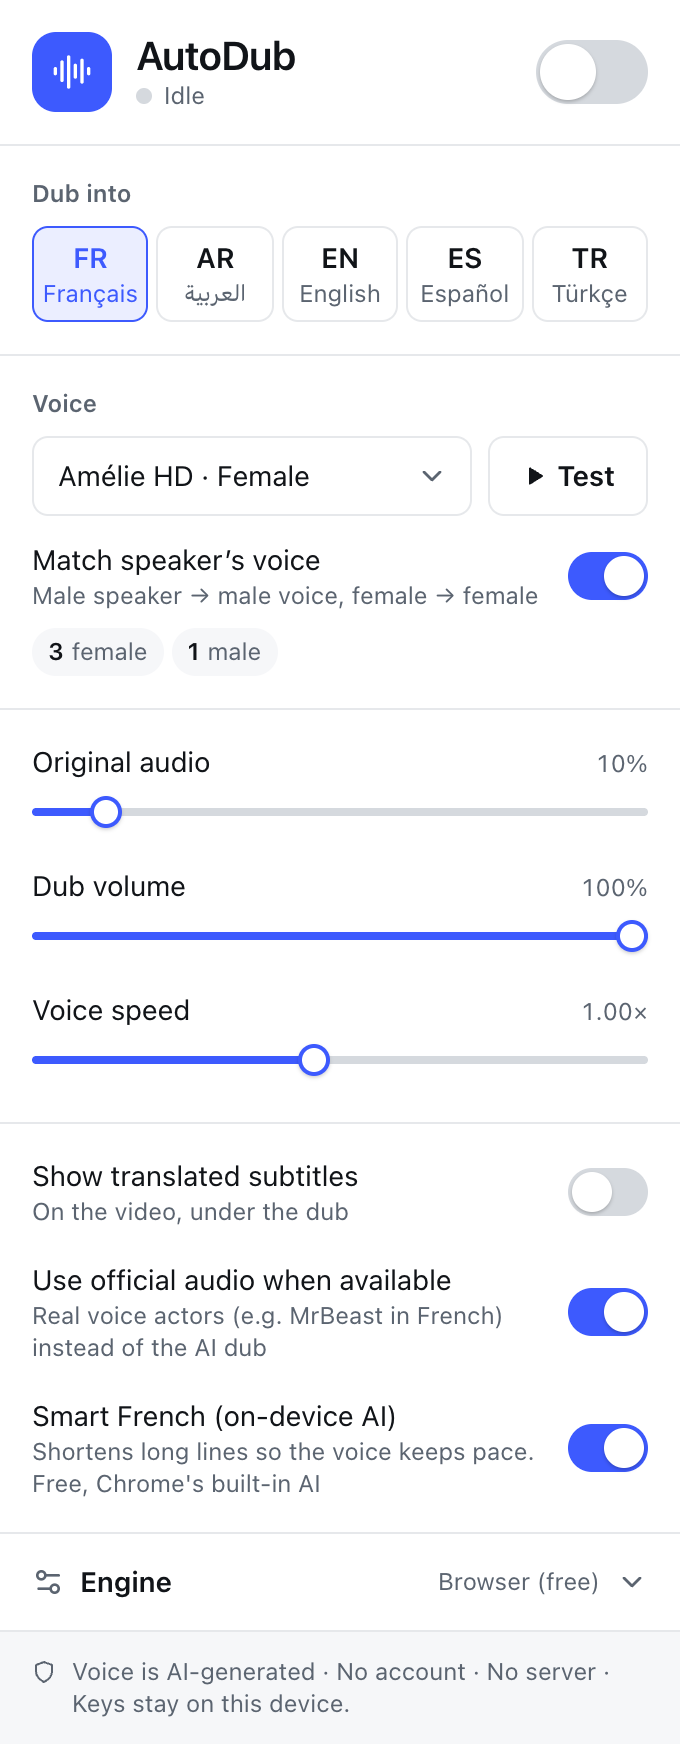 AutoDub
Idle
Dub into
FR
Français
AR
العربية
EN
English
ES
Español
TR
Türkçe
Voice
Amélie HD · Female
Test
Match speaker’s voice
Male speaker → male voice, female → female
3 female
1 male
Original audio
10%
Dub volume
100%
Voice speed
1.00×
Show translated subtitles
On the video, under the dub
Use official audio when available
Real voice actors (e.g. MrBeast in French)
instead of the AI dub
Smart French (on-device AI)
Shortens long lines so the voice keeps pace.
Free, Chrome's built-in AI
Engine
Browser (free)
Voice is AI-generated · No account · No server ·
Keys stay on this device.